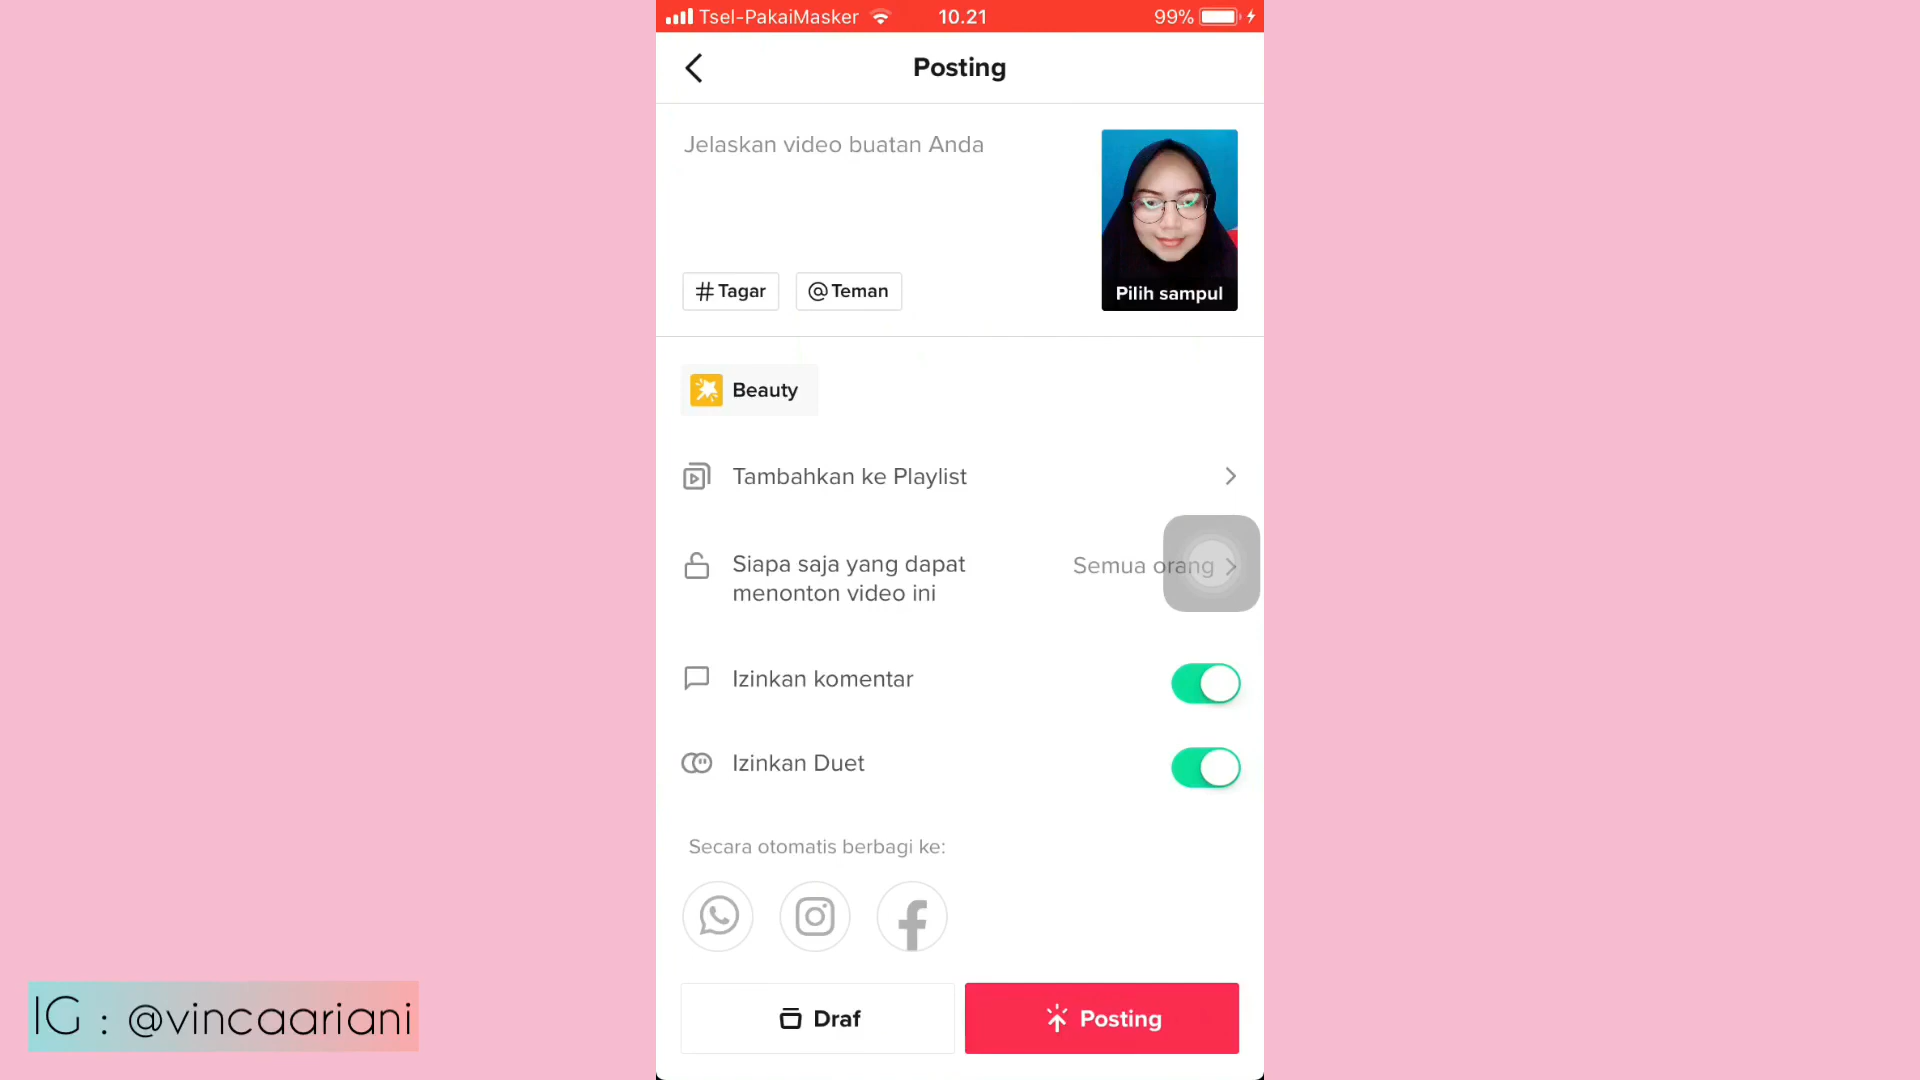 Tsel-PakaiMasker 10.21 99%
Posting
Jelaskan video buatan Anda
# Tagar @ Teman
Pilih sampul
Beauty
Tambahkan ke Playlist
Siapa saja yang dapat menonton video ini
Semua orang
Izinkan komentar
Izinkan Duet
Secara otomatis berbagi ke:
Draf Posting
IG : @vincaariani